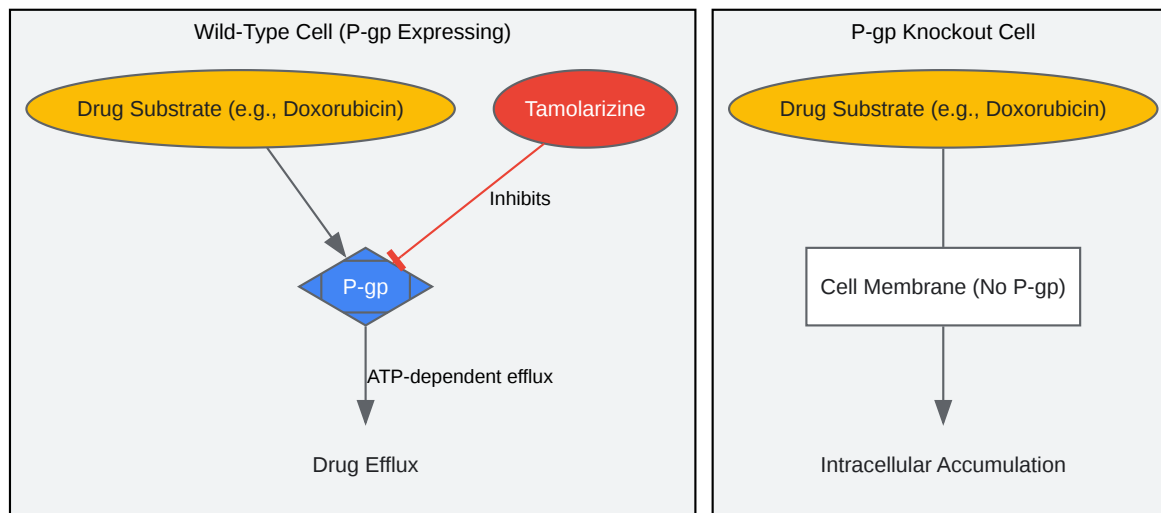 Wild-Type Cell (P-gp Expressing)
Drug Substrate (e.g., Doxorubicin)
Tamolarizine
Inhibits
P-gp
ATP-dependent efflux
Drug Efflux
P-gp Knockout Cell
Drug Substrate (e.g., Doxorubicin)
Cell Membrane (No P-gp)
Intracellular Accumulation